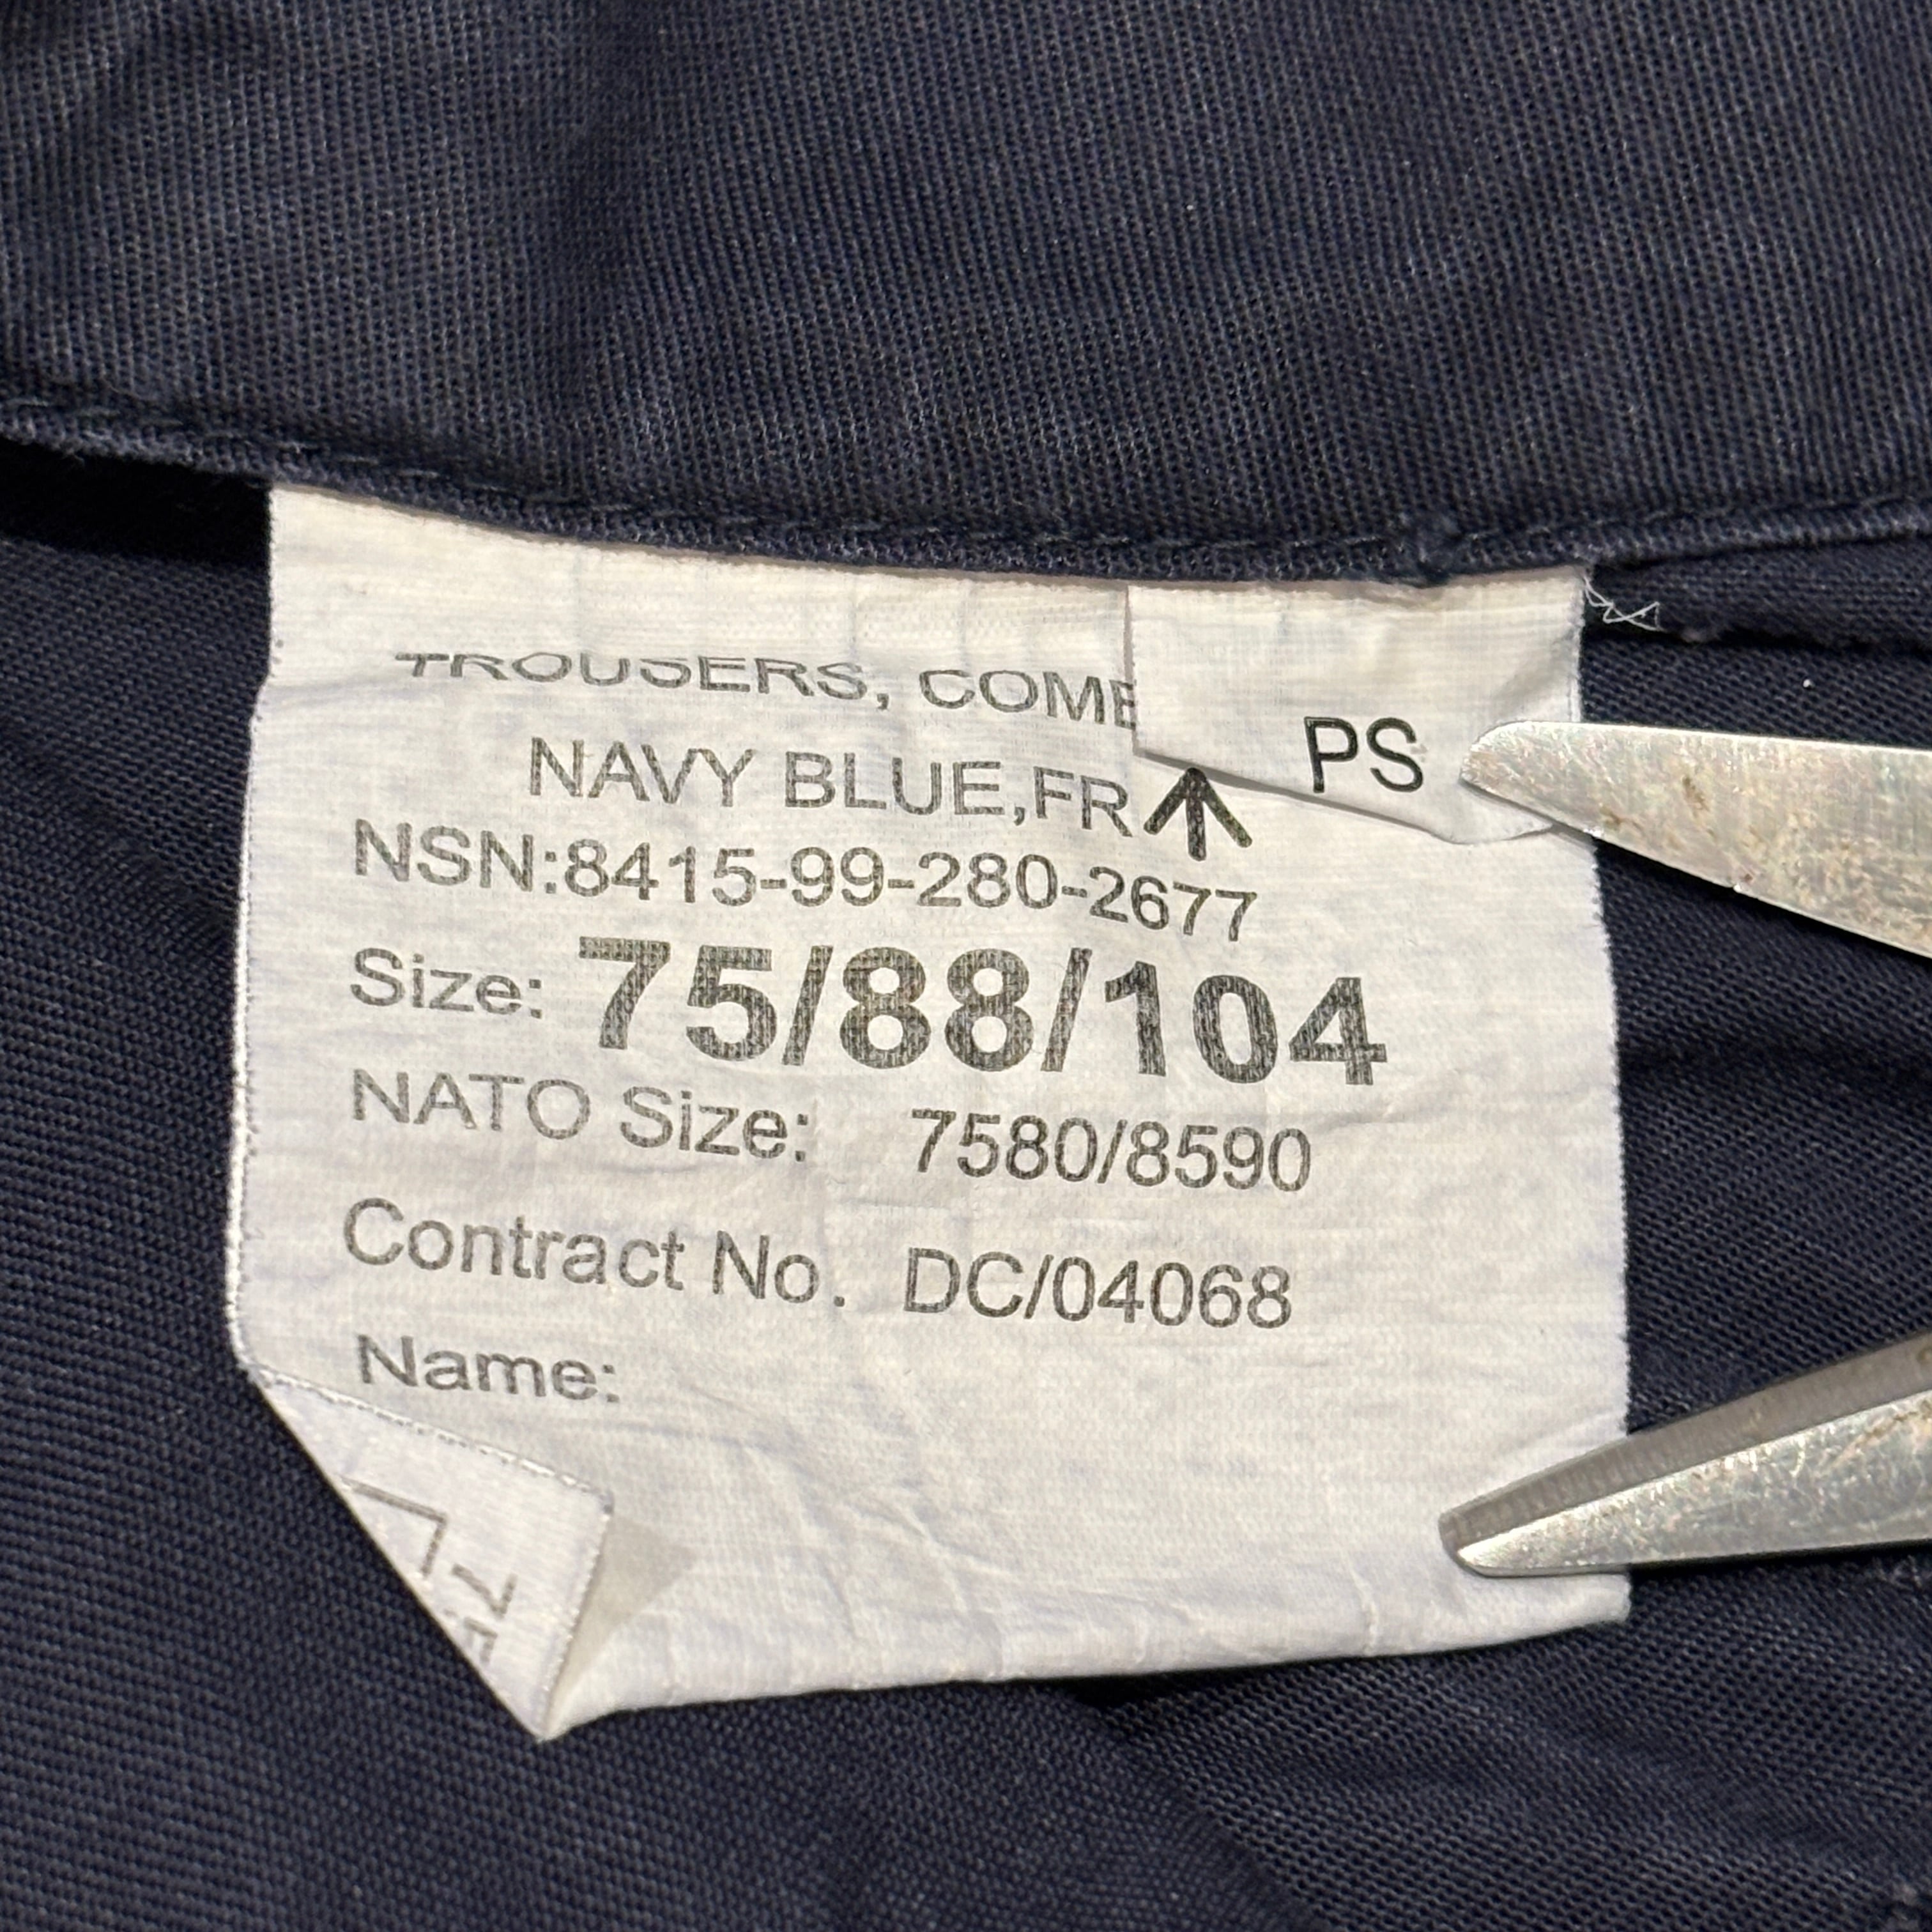 TROUSERS, COMB
PS
NAVY BLUE,FR
NSN:8415-99-280-2677
Size: 75/88/104
NATO Size: 7580/8590
Contract No. DC/04068
Name: